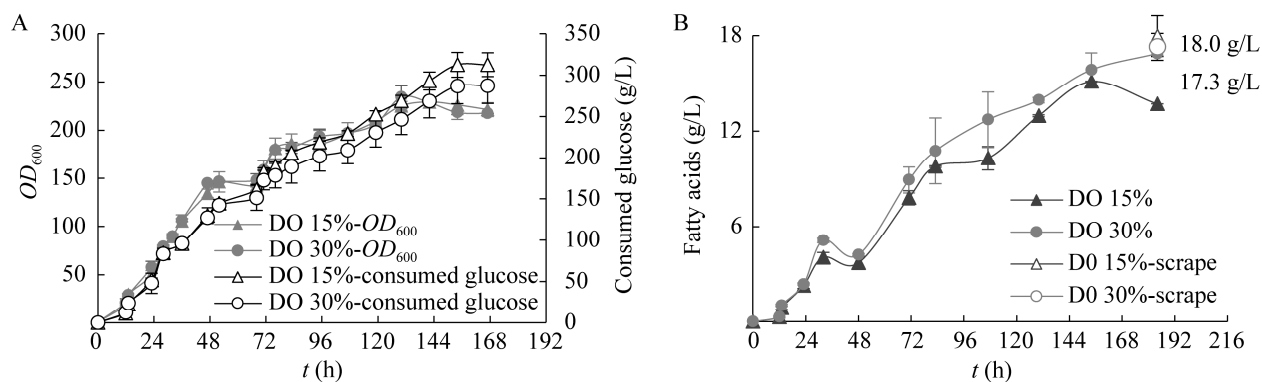 A
300
250
200
150
100
50
OD600
350
300
250
200
150
100
50
0
Consumed glucose (g/L)
DO 15%-OD600
DO 30%-OD600
DO 15%-consumed glucose
DO 30%-consumed glucose
0 24 48 72 96 120 144 168 192
t (h)
B
18
12
6
Fatty acids (g/L)
18.0 g/L
17.3 g/L
DO 15%
DO 30%
D0 15%-scrape
D0 30%-scrape
0 24 48 72 96 120 144 168 192 216
t (h)